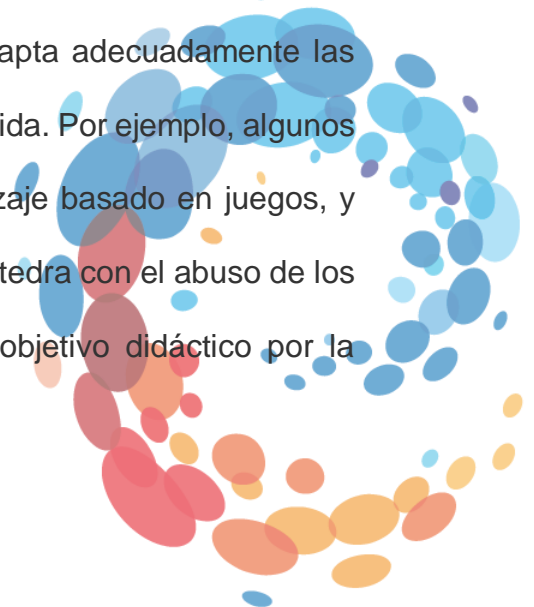 apta adecuadamente las
ida. Por ejemplo, algunos
zaje basado en juegos, y
tedra con el abuso de los
objetivo didáctico por la